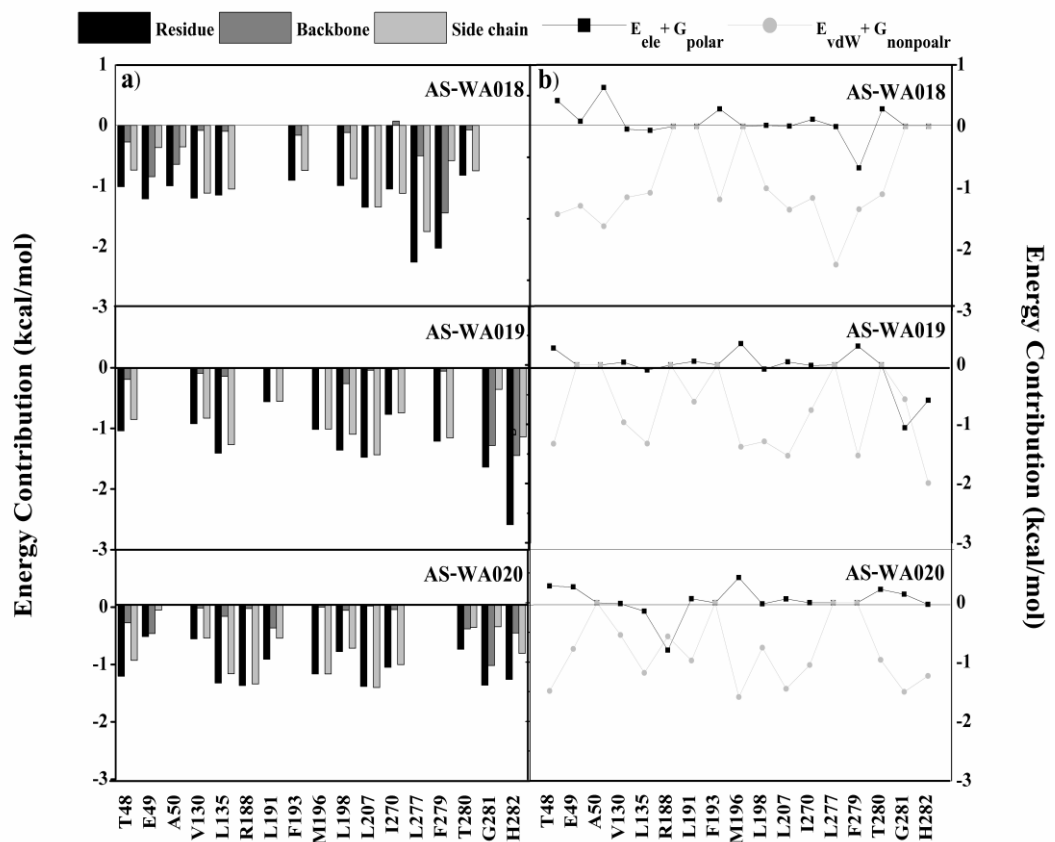 Residue Backbone Side chain E ele + G polar E vdW + G nonpoalr
a) AS-WA018
b) AS-WA018
1
0
-1
-2
-3
1
0
-1
-2
-3
AS-WA019
AS-WA019
0
-1
-2
-3
0
-1
-2
-3
AS-WA020
AS-WA020
0
-1
-2
-3
0
-1
-2
-3
Energy Contribution (kcal/mol)
Energy Contribution (kcal/mol)
T48 E49 A50 V130 L135 R188 L191 F193 M196 L198 L207 I270 L277 F279 T280 G281 H282
T48 E49 A50 V130 L135 R188 L191 F193 M196 L198 L207 I270 L277 F279 T280 G281 H282